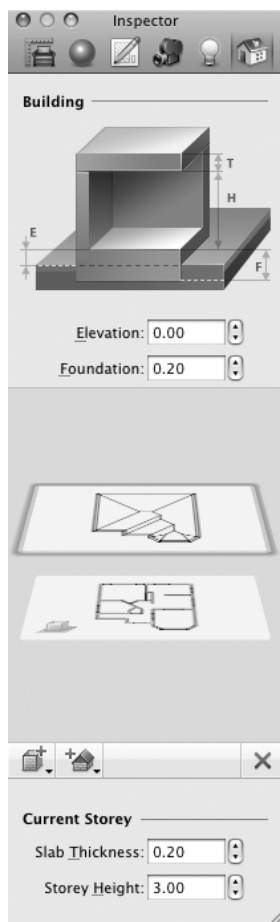 Inspector
Building
T
H
E
F
Elevation: 0.00
Foundation: 0.20
Current Storey
Slab Thickness: 0.20
Storey Height: 3.00